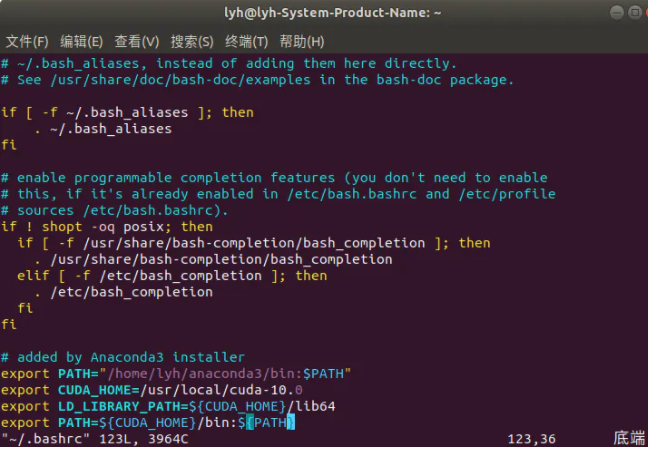 lyh@lyh-System-Product-Name: ~
文件(F) 编辑(E) 查看(V) 搜索(S) 终端(T) 帮助(H)
# ~/.bash_aliases, instead of adding them here directly.
# See /usr/share/doc/bash-doc/examples in the bash-doc package.

if [ -f ~/.bash_aliases ]; then
    . ~/.bash_aliases
fi

# enable programmable completion features (you don't need to enable
# this, if it's already enabled in /etc/bash.bashrc and /etc/profile
# sources /etc/bash.bashrc).
if ! shopt -oq posix; then
  if [ -f /usr/share/bash-completion/bash_completion ]; then
    . /usr/share/bash-completion/bash_completion
  elif [ -f /etc/bash_completion ]; then
    . /etc/bash_completion
  fi
fi

# added by Anaconda3 installer
export PATH="/home/lyh/anaconda3/bin:$PATH"
export CUDA_HOME=/usr/local/cuda-10.0
export LD_LIBRARY_PATH=${CUDA_HOME}/lib64
export PATH=${CUDA_HOME}/bin:${PATH}
"~/.bashrc" 123L, 3964C 123,36 底端